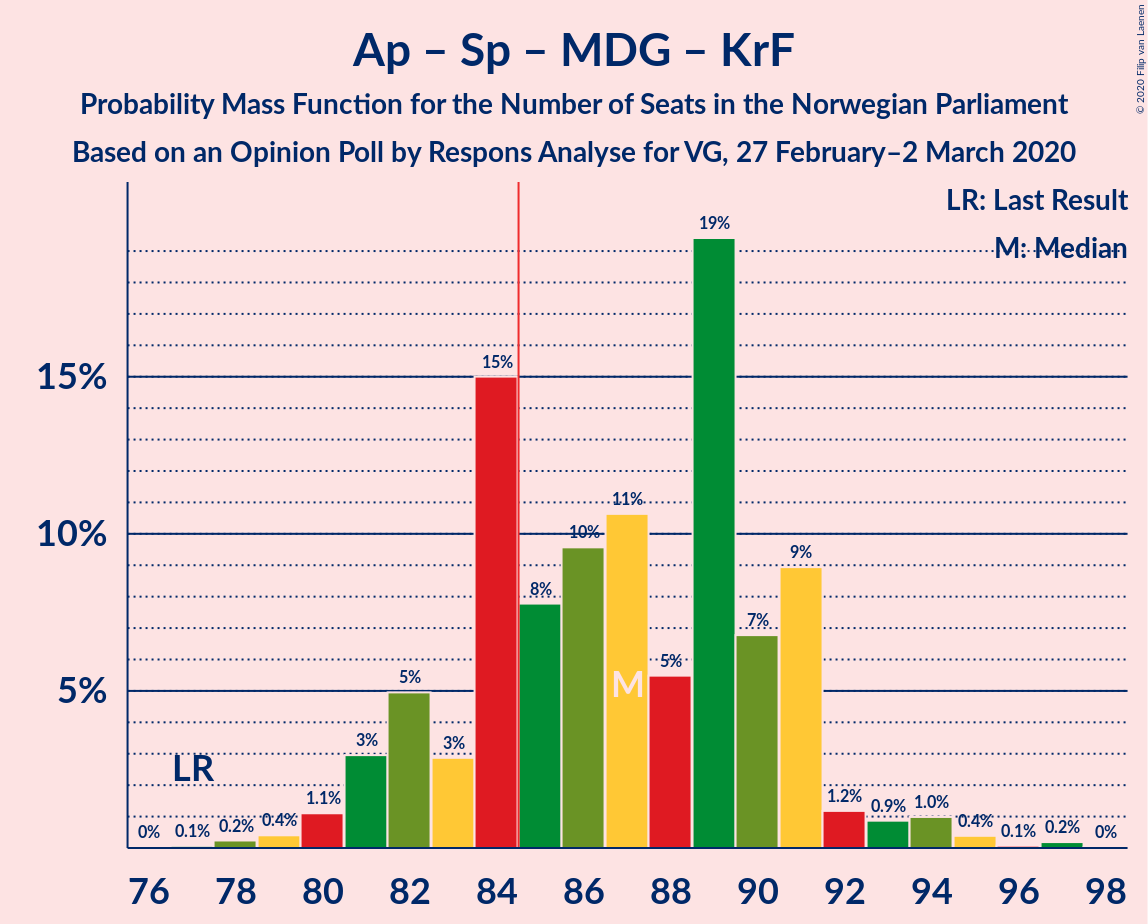 Ap – Sp – MDG – KrF
Probability Mass Function for the Number of Seats in the Norwegian Parliament
Based on an Opinion Poll by Respons Analyse for VG, 27 February–2 March 2020
© 2020 Filip van Laenen
LR: Last Result
M: Median
15%
10%
5%
0%
0.1%
0.2%
0.4%
1.1%
3%
5%
3%
15%
8%
10%
11%
5%
19%
7%
9%
1.2%
0.9%
1.0%
0.4%
0.1%
0.2%
0%
LR
M
76 78 80 82 84 86 88 90 92 94 96 98